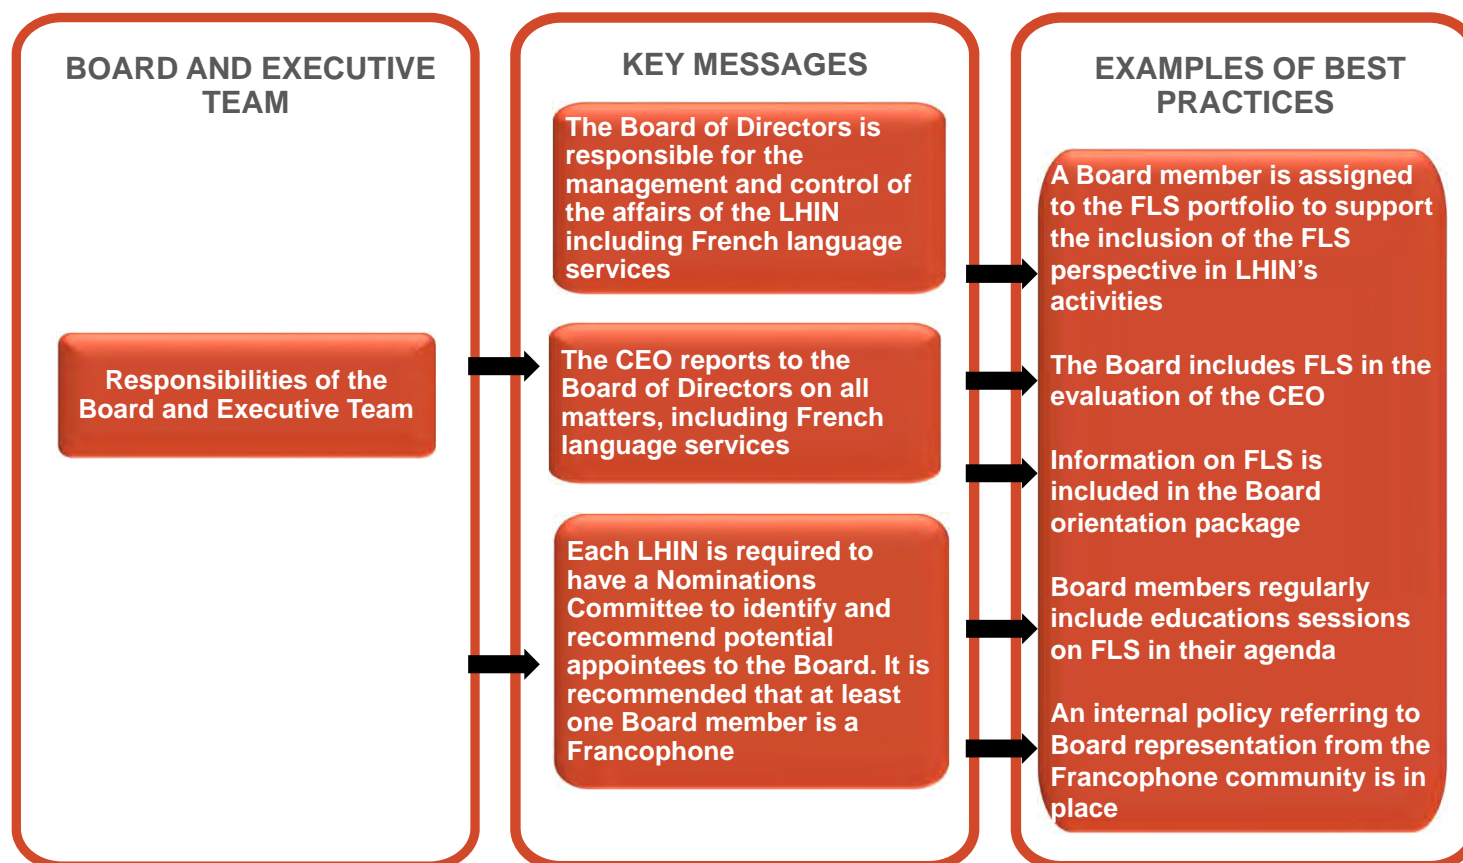 BOARD AND EXECUTIVE
TEAM
Responsibilities of the
Board and Executive Team
KEY MESSAGES
The Board of Directors is
responsible for the
management and control of
the affairs of the LHIN
including French language
services
The CEO reports to the
Board of Directors on all
matters, including French
language services
Each LHIN is required to
have a Nominations
Committee to identify and
recommend potential
appointees to the Board. It is
recommended that at least
one Board member is a
Francophone
EXAMPLES OF BEST
PRACTICES
A Board member is assigned
to the FLS portfolio to support
the inclusion of the FLS
perspective in LHIN’s
activities
The Board includes FLS in the
evaluation of the CEO
Information on FLS is
included in the Board
orientation package
Board members regularly
include educations sessions
on FLS in their agenda
An internal policy referring to
Board representation from the
Francophone community is in
place